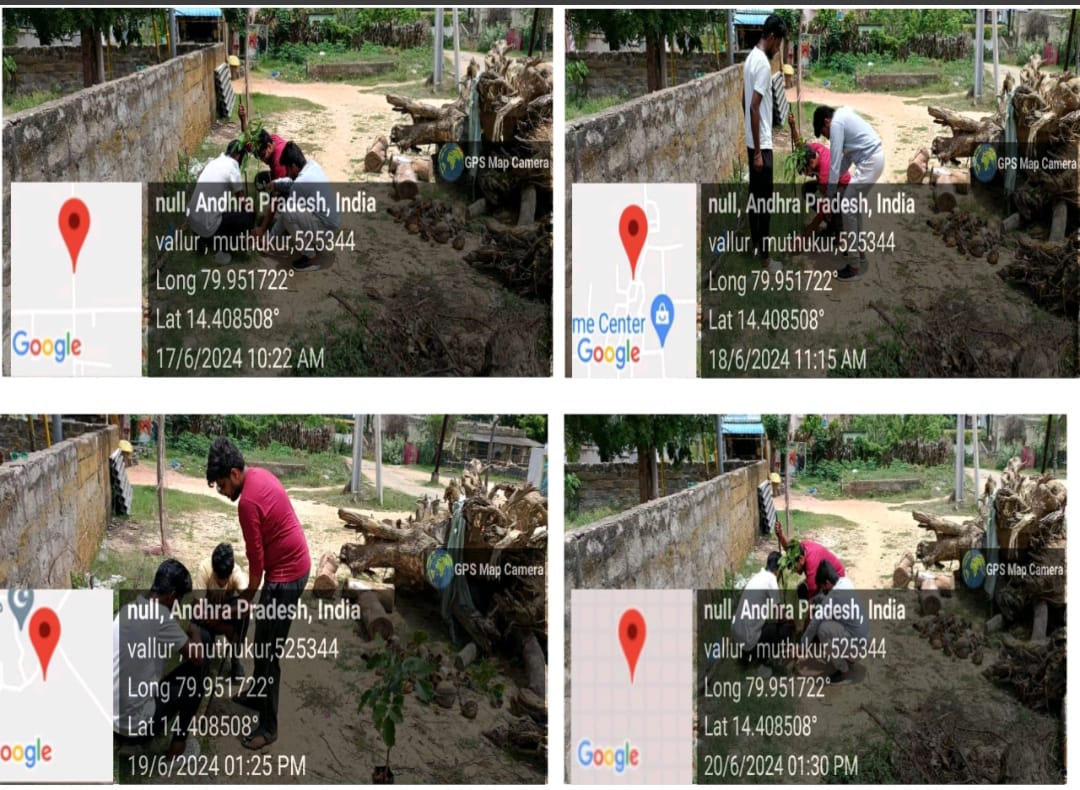 GPS Map Camera
null, Andhra Pradesh, India
vallur , muthukur,525344
Long 79.951722°
Lat 14.408508°
17/6/2024 10:22 AM
Google
GPS Map Camera
null, Andhra Pradesh, India
vallur , muthukur,525344
Long 79.951722°
Lat 14.408508°
18/6/2024 11:15 AM
me Center
Google
GPS Map Camera
null, Andhra Pradesh, India
vallur , muthukur,525344
Long 79.951722°
Lat 14.408508°
19/6/2024 01:25 PM
oogle
GPS Map Camera
null, Andhra Pradesh, India
vallur , muthukur,525344
Long 79.951722°
Lat 14.408508°
20/6/2024 01:30 PM
Google